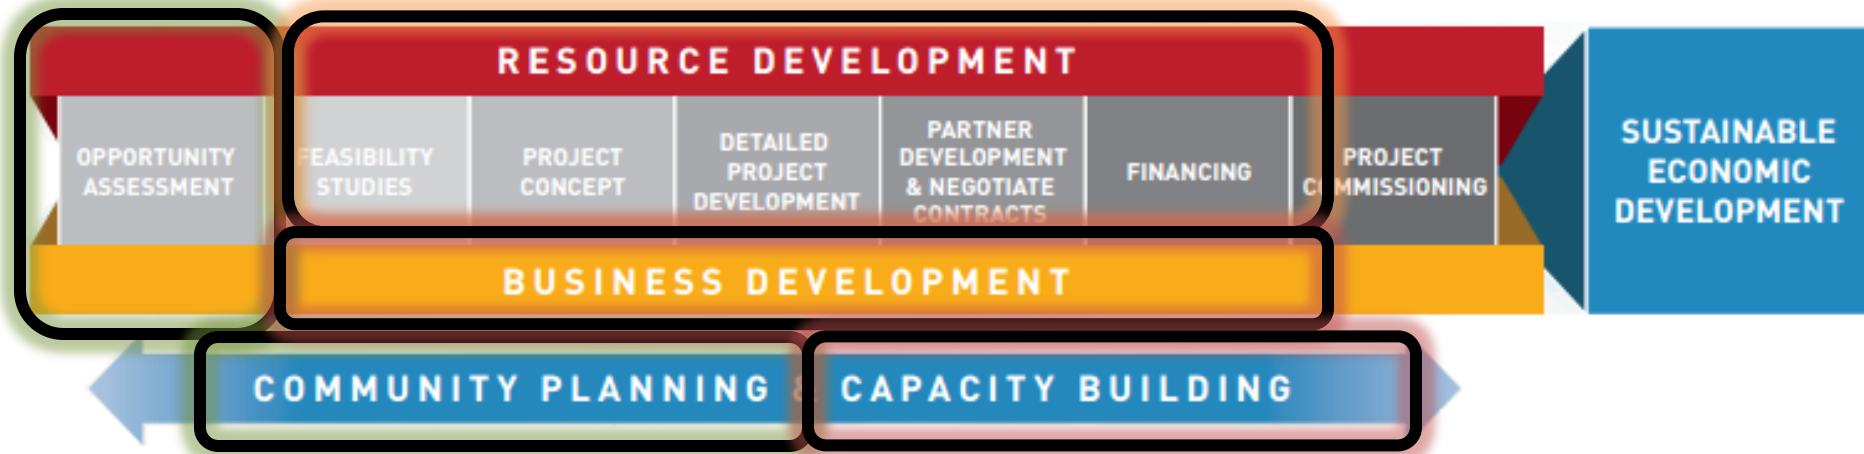 RESOURCE DEVELOPMENT
OPPORTUNITY
ASSESSMENT
FEASIBILITY
STUDIES
PROJECT
CONCEPT
DETAILED
PROJECT
DEVELOPMENT
PARTNER
DEVELOPMENT
& NEGOTIATE
CONTRACTS
FINANCING
PROJECT
COMMISSIONING
SUSTAINABLE
ECONOMIC
DEVELOPMENT
BUSINESS DEVELOPMENT
COMMUNITY PLANNING & CAPACITY BUILDING